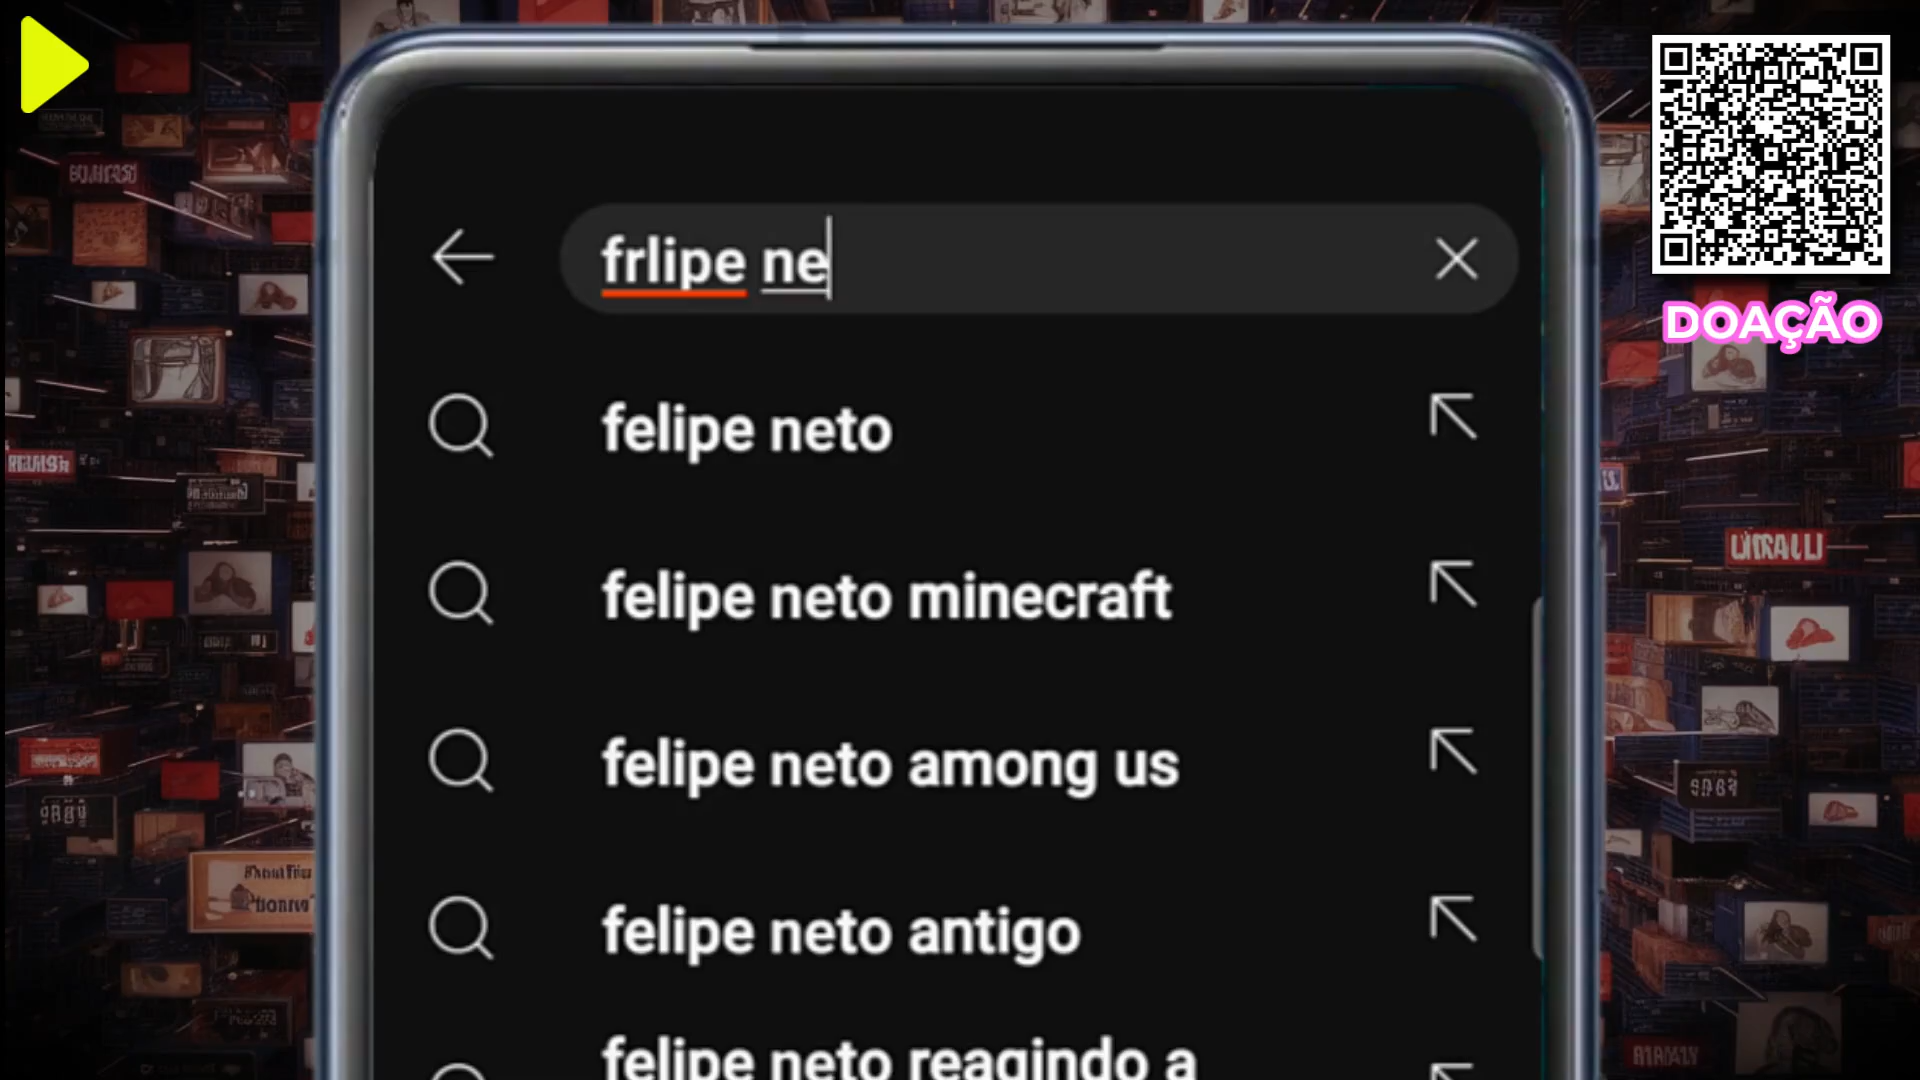 frlipe ne
DOAÇÃO
felipe neto
felipe neto minecraft
felipe neto among us
felipe neto antigo
felipe neto reagindo a